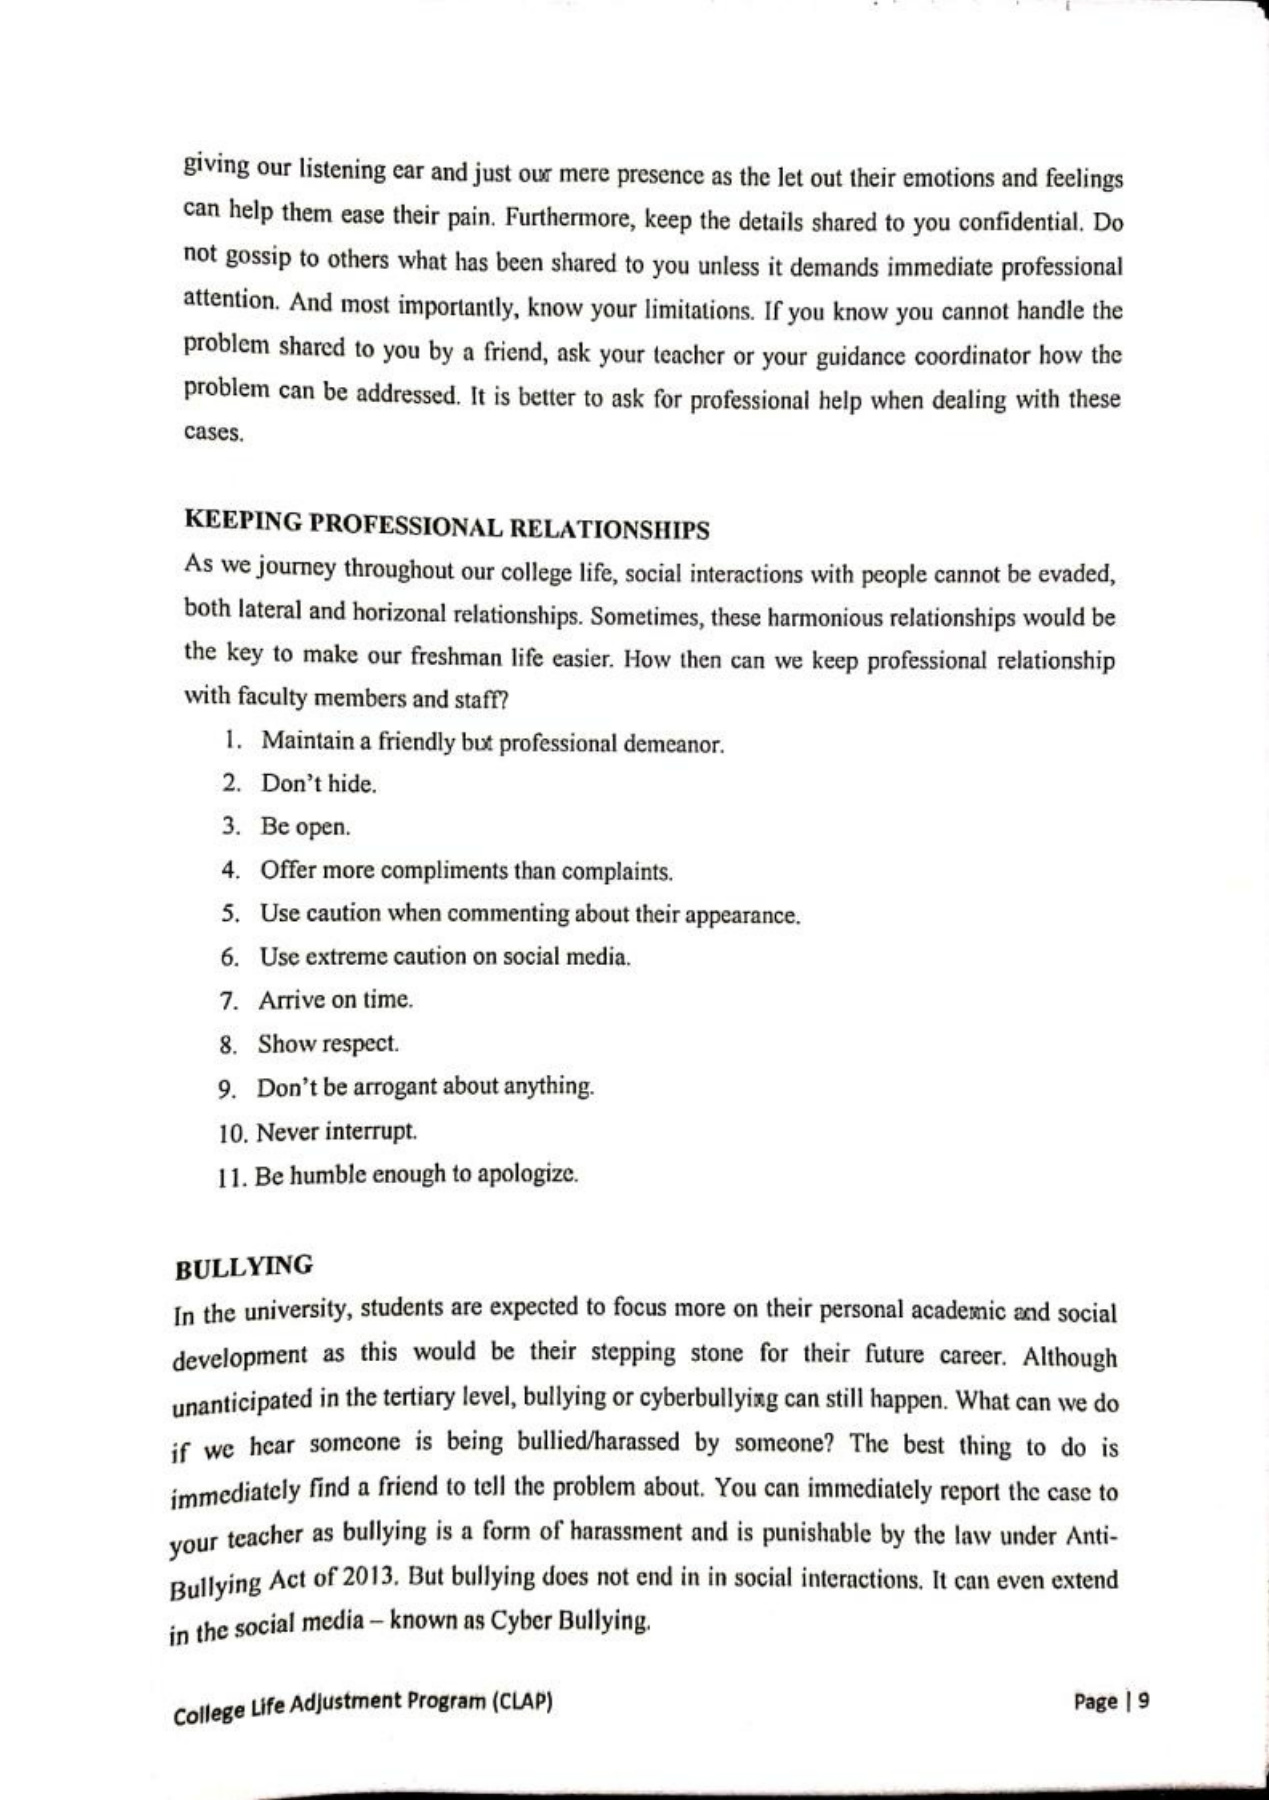 giving our listening ear and just our mere presence as the let out their emotions and feelings
can help them ease their pain. Furthermore, keep the details shared to you confidential. Do
not gossip to others what has been shared to you unless it demands immediate professional
attention. And most importantly, know your limitations. If you know you cannot handle the
problem shared to you by a friend, ask your teacher or your guidance coordinator how the
problem can be addressed. It is better to ask for professional help when dealing with these
cases.
KEEPING PROFESSIONAL RELATIONSHIPS
As we journey throughout our college life, social interactions with people cannot be evaded,
both lateral and horizonal relationships. Sometimes, these harmonious relationships would be
the key to make our freshman life easier. How then can we keep professional relationship
with faculty members and staff?
1. Maintain a friendly but professional demeanor.
2. Don't hide.
3. Be open.
4. Offer more compliments than complaints.
5. Use caution when commenting about their appearance.
6. Use extreme caution on social media.
7. Arrive on time.
8. Show respect.
9. Don't be arrogant about anything.
10. Never interrupt.
11. Be humble enough to apologize.
BULLYING
In the university, students are expected to focus more on their personal academic and social
development as this would be their stepping stone for their future career. Although
unanticipated in the tertiary level, bullying or cyberbullying can still happen. What can we do
if we hear someone is being bullied/harassed by someone? The best thing to do is
immediately find a friend to tell the problem about. You can immediately report the case to
your teacher as bullying is a form of harassment and is punishable by the law under Anti-
Bullying Act of 2013. But bullying does not end in in social interactions. It can even extend
in the social media – known as Cyber Bullying.
College Life Adjustment Program (CLAP) Page | 9